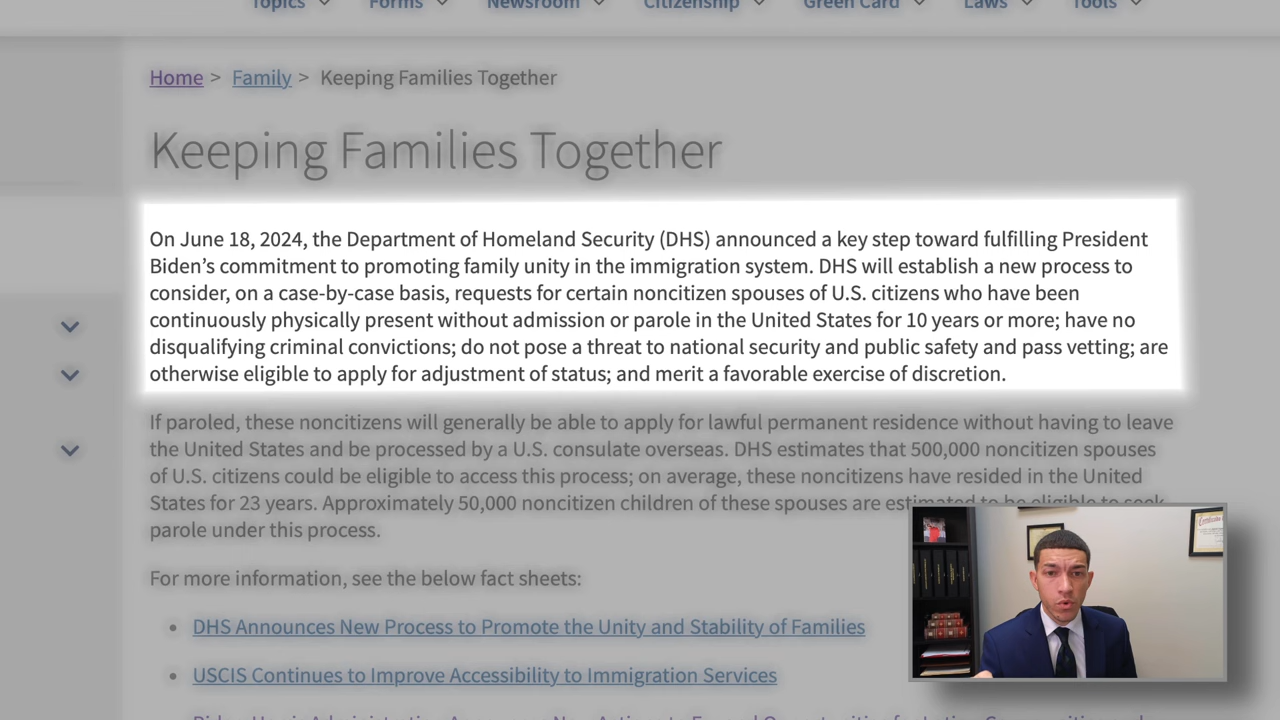 Topics Forms Newsroom Citizenship Green Card Laws Tools
Home > Family > Keeping Families Together
Keeping Families Together
On June 18, 2024, the Department of Homeland Security (DHS) announced a key step toward fulfilling President
Biden’s commitment to promoting family unity in the immigration system. DHS will establish a new process to
consider, on a case-by-case basis, requests for certain noncitizen spouses of U.S. citizens who have been
continuously physically present without admission or parole in the United States for 10 years or more; have no
disqualifying criminal convictions; do not pose a threat to national security and public safety and pass vetting; are
otherwise eligible to apply for adjustment of status; and merit a favorable exercise of discretion.
If paroled, these noncitizens will generally be able to apply for lawful permanent residence without having to leave
the United States and be processed by a U.S. consulate overseas. DHS estimates that 500,000 noncitizen spouses
of U.S. citizens could be eligible to access this process; on average, these noncitizens have resided in the United
States for 23 years. Approximately 50,000 noncitizen children of these spouses are estimated to be eligible to seek
parole under this process.
For more information, see the below fact sheets:
• DHS Announces New Process to Promote the Unity and Stability of Families
• USCIS Continues to Improve Accessibility to Immigration Services